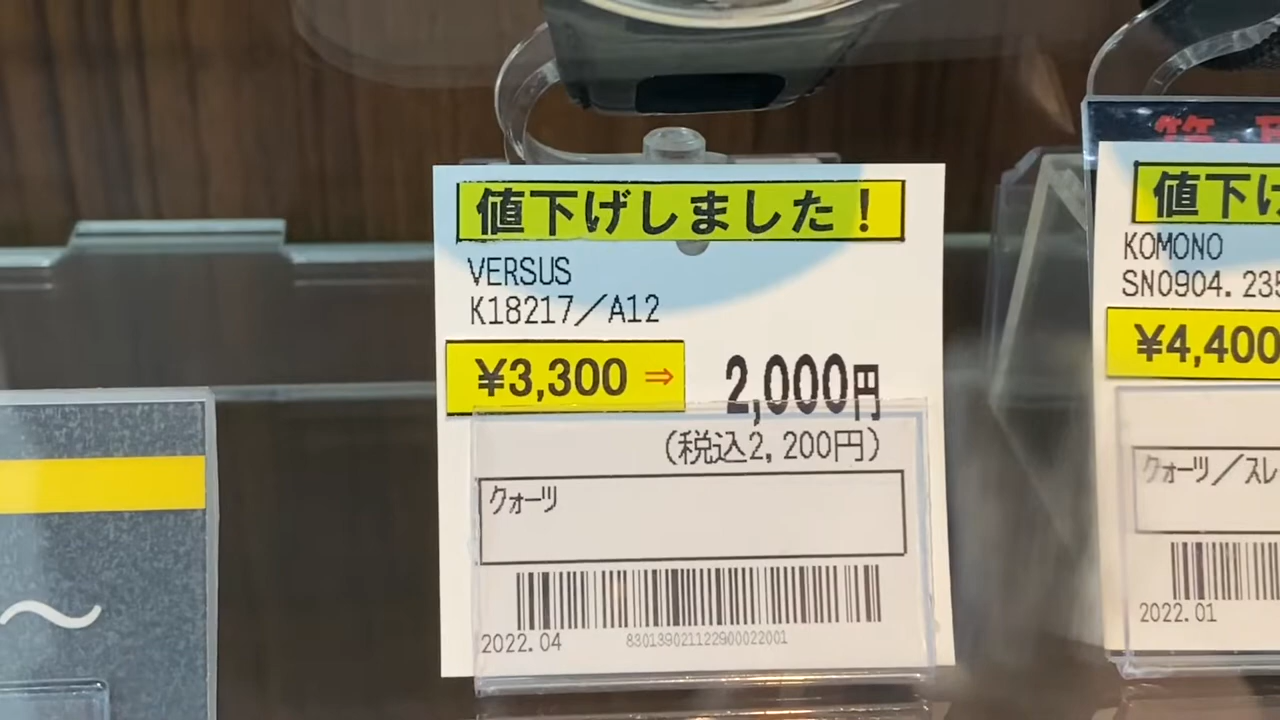 値下げしました！
VERSUS
K18217／A12
¥3,300 ⇒ 2,000円
(税込2,200円)
クォーツ
2022.04 830139021122900022001
値下げ
KOMONO
SN0904.235
¥4,400
クォーツ／スレ
2022.01
～